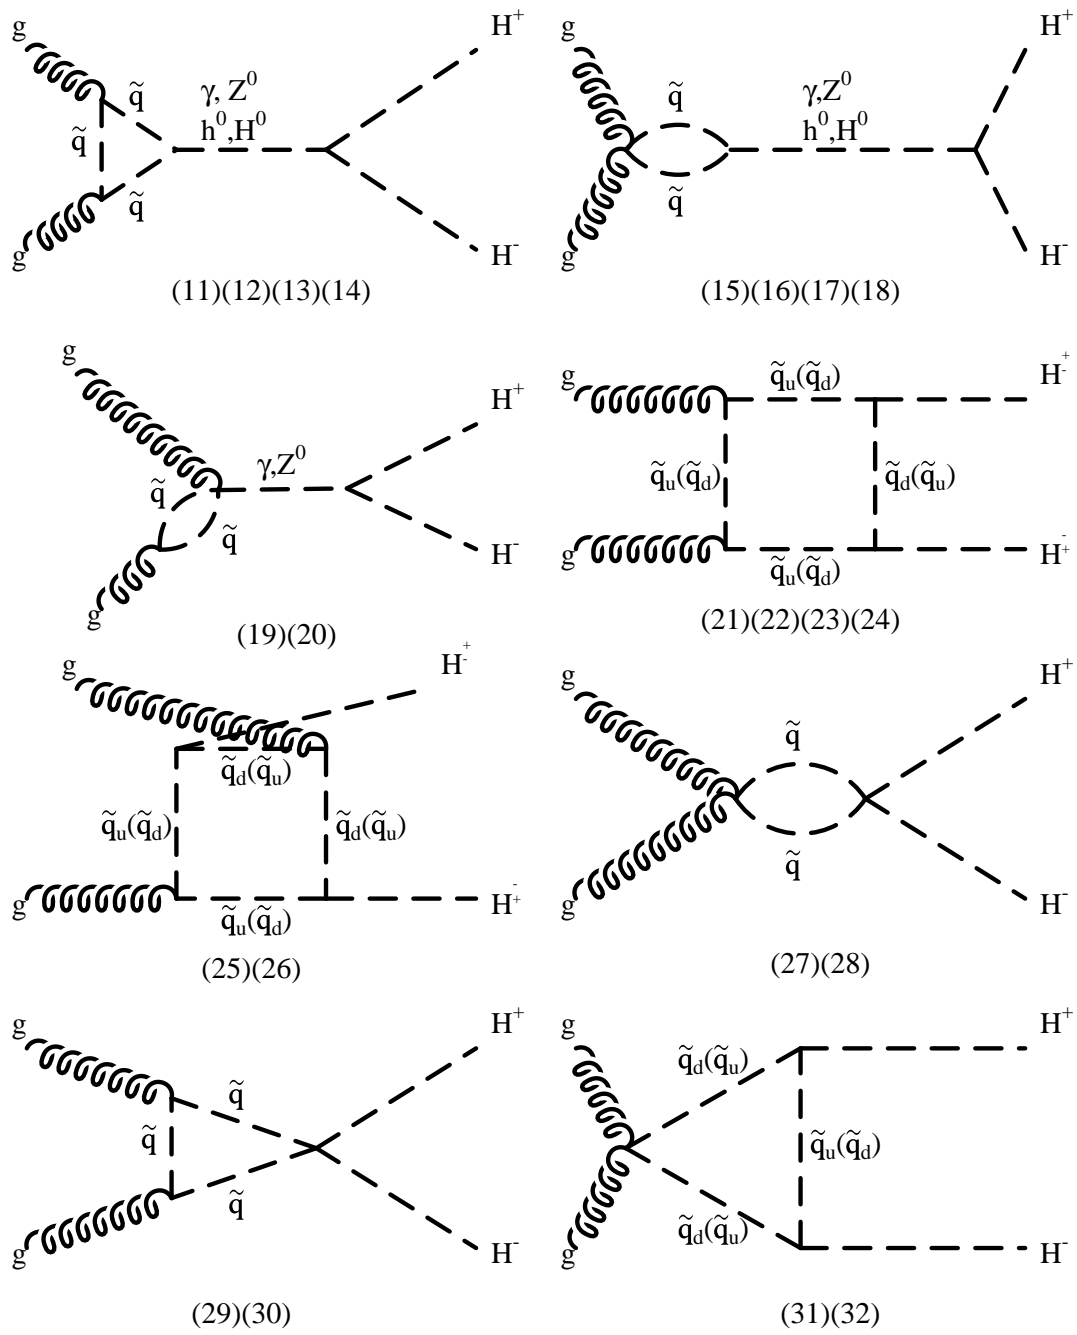 g
H⁺
q̃
γ, Z⁰
h⁰,H⁰
q̃
q̃
g
H⁻
(11)(12)(13)(14)
g
H⁺
q̃
γ,Z⁰
h⁰,H⁰
q̃
g
H⁻
(15)(16)(17)(18)
g
H⁺
γ,Z⁰
q̃
q̃
H⁻
g
(19)(20)
g
q̃u(q̃d)
H⁺₋
q̃u(q̃d)
q̃d(q̃u)
g
q̃u(q̃d)
H⁻₊
(21)(22)(23)(24)
g
H⁺₋
q̃d(q̃u)
q̃u(q̃d)
q̃d(q̃u)
g
q̃u(q̃d)
H⁻₊
(25)(26)
g
H⁺
q̃
q̃
g
H⁻
(27)(28)
g
H⁺
q̃
q̃
q̃
g
H⁻
(29)(30)
g
H⁺
q̃d(q̃u)
q̃u(q̃d)
q̃d(q̃u)
g
H⁻
(31)(32)